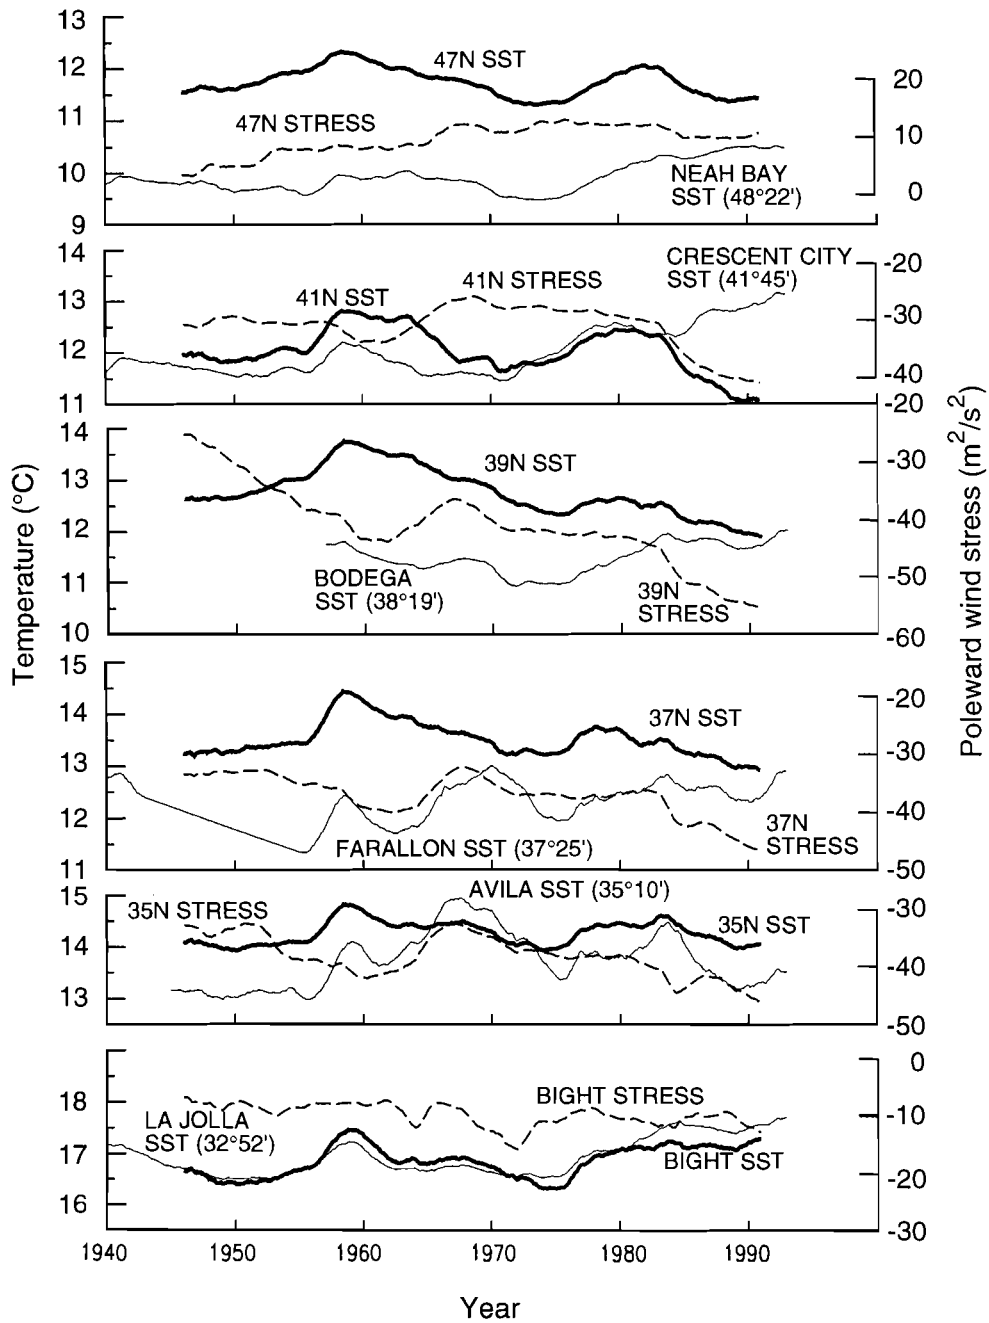 13
12
11
10
9
20
10
0
47N SST
47N STRESS
NEAH BAY
SST (48°22')
14
13
12
11
-20
-30
-40
CRESCENT CITY
SST (41°45')
41N STRESS
41N SST
14
13
12
11
10
-20
-30
-40
-50
-60
39N SST
BODEGA
SST (38°19')
39N
STRESS
Temperature (°C)
Poleward wind stress (m²/s²)
15
14
13
12
11
-20
-30
-40
-50
37N SST
FARALLON SST (37°25')
37N
STRESS
15
14
13
-30
-40
-50
AVILA SST (35°10')
35N STRESS
35N SST
18
17
16
0
-10
-20
-30
BIGHT STRESS
LA JOLLA
SST (32°52')
BIGHT SST
1940 1950 1960 1970 1980 1990
Year